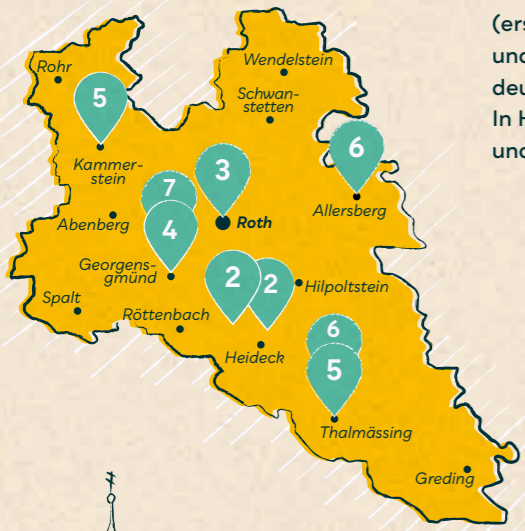 (ers
und
deu
In H
und
Rohr
Wendelstein
Schwan-
stetten
5
Kammer-
stein
6
Allersberg
3
Roth
7
4
Abenberg
Georgens-
gmünd
2
2
Hilpoltstein
Spalt
Röttenbach
Heideck
6
5
Thalmässing
Greding